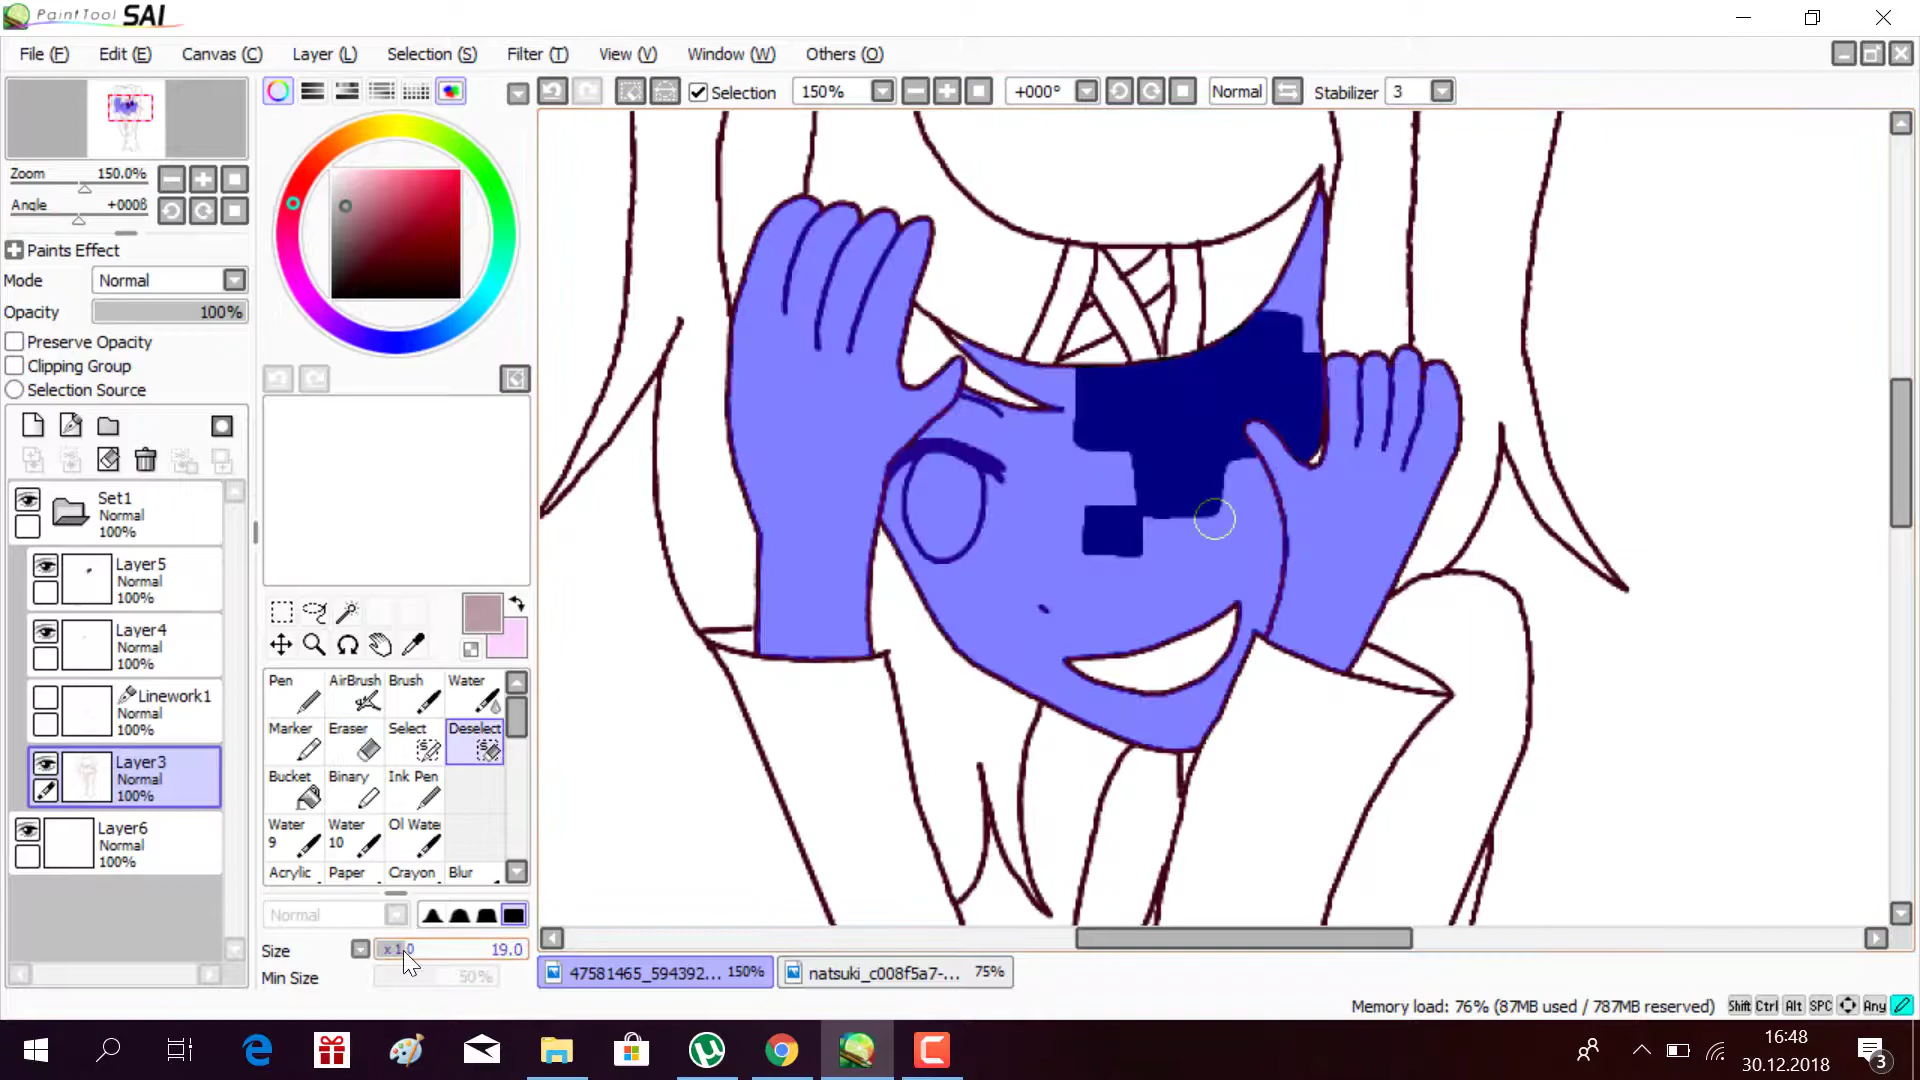 PaintTool SAI
File (F) Edit (E) Canvas (C) Layer (L) Selection (S) Filter (T) View (V) Window (W) Others (O)
Selection 150% +000° Normal Stabilizer 3
Zoom 150.0%
Angle +000ß
Paints Effect
Mode Normal
Opacity 100%
Preserve Opacity
Clipping Group
Selection Source
Set1
Normal
100%
Layer5
Normal
100%
Layer4
Normal
100%
Linework1
Normal
100%
Layer3
Normal
100%
Layer6
Normal
100%
Pen AirBrush Brush Water
Marker Eraser Select Deselect
Bucket Binary Ink Pen
Water 9 Water 10 Ol Wate
Acrylic Paper Crayon Blur
Normal
Size x 1.0 19.0
Min Size 50%
47581465_594392... 150% natsuki_c008f5a7-... 75%
Memory load: 76% (87MB used / 787MB reserved) Shift Ctrl Alt SPC Any
16:48
30.12.2018
3